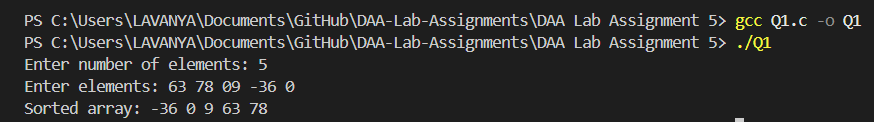 PS C:\Users\LAVANYA\Documents\GitHub\DAA-Lab-Assignments\DAA Lab Assignment 5> gcc Q1.c -o Q1
PS C:\Users\LAVANYA\Documents\GitHub\DAA-Lab-Assignments\DAA Lab Assignment 5> ./Q1
Enter number of elements: 5
Enter elements: 63 78 09 -36 0
Sorted array: -36 0 9 63 78